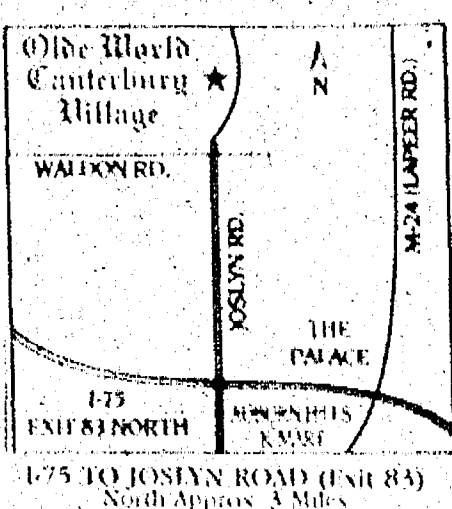 Olde World
Canterbury
Village
N
WALDON RD.
M-24 (LAPEER RD.)
JOSLYN RD.
THE
PALACE
I-75
EXIT 83 NORTH
K MART
I-75 TO JOSLYN ROAD (Exit 83)
North Approx. 3 Miles